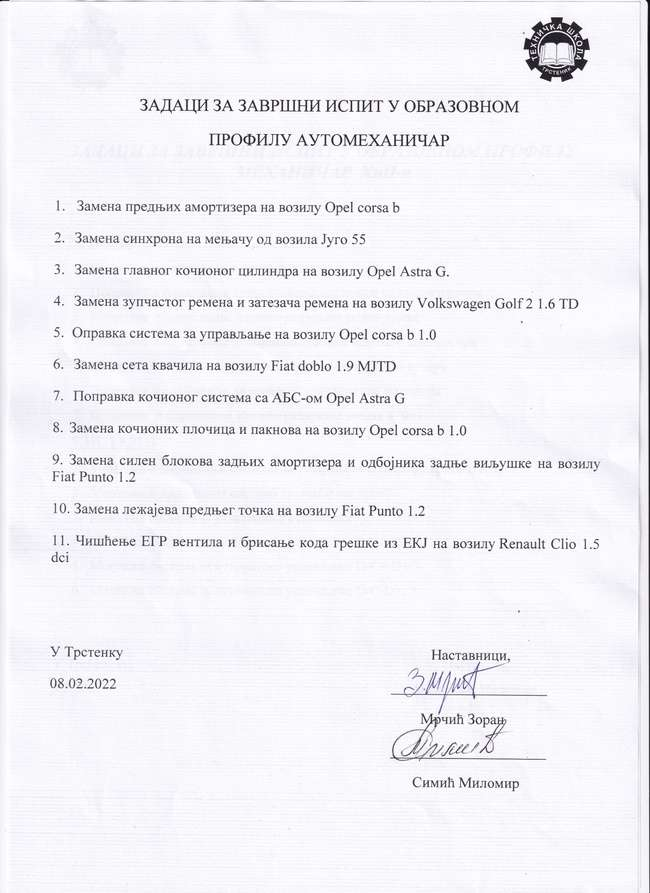 ТЕХНИЧКА ШКОЛА
ТРСТЕНИК
ЗАДАЦИ ЗА ЗАВРШНИ ИСПИТ У ОБРАЗОВНОМ
ПРОФИЛУ АУТОМЕХАНИЧАР
1. Замена предњих амортизера на возилу Opel corsa b
2. Замена синхрона на мењачу од возила Југо 55
3. Замена главног кочионог цилиндра на возилу Opel Astra G.
4. Замена зупчастог ремена и затезача ремена на возилу Volkswagen Golf 2 1.6 TD
5. Оправка система за управљање на возилу Opel corsa b 1.0
6. Замена сета квачила на возилу Fiat doblo 1.9 MJTD
7. Поправка кочионог система са АБС-ом Opel Astra G
8. Замена кочионих плочица и пакнова на возилу Opel corsa b 1.0
9. Замена силен блокова задњих амортизера и одбојника задње виљушке на возилу
Fiat Punto 1.2
10. Замена лежајева предњег точка на возилу Fiat Punto 1.2
11. Чишћење ЕГР вентила и брисање кода грешке из ЕКЈ на возилу Renault Clio 1.5
dci
У Трстенку
Наставници,
08.02.2022
Мрчић Зоран
Симић Миломир